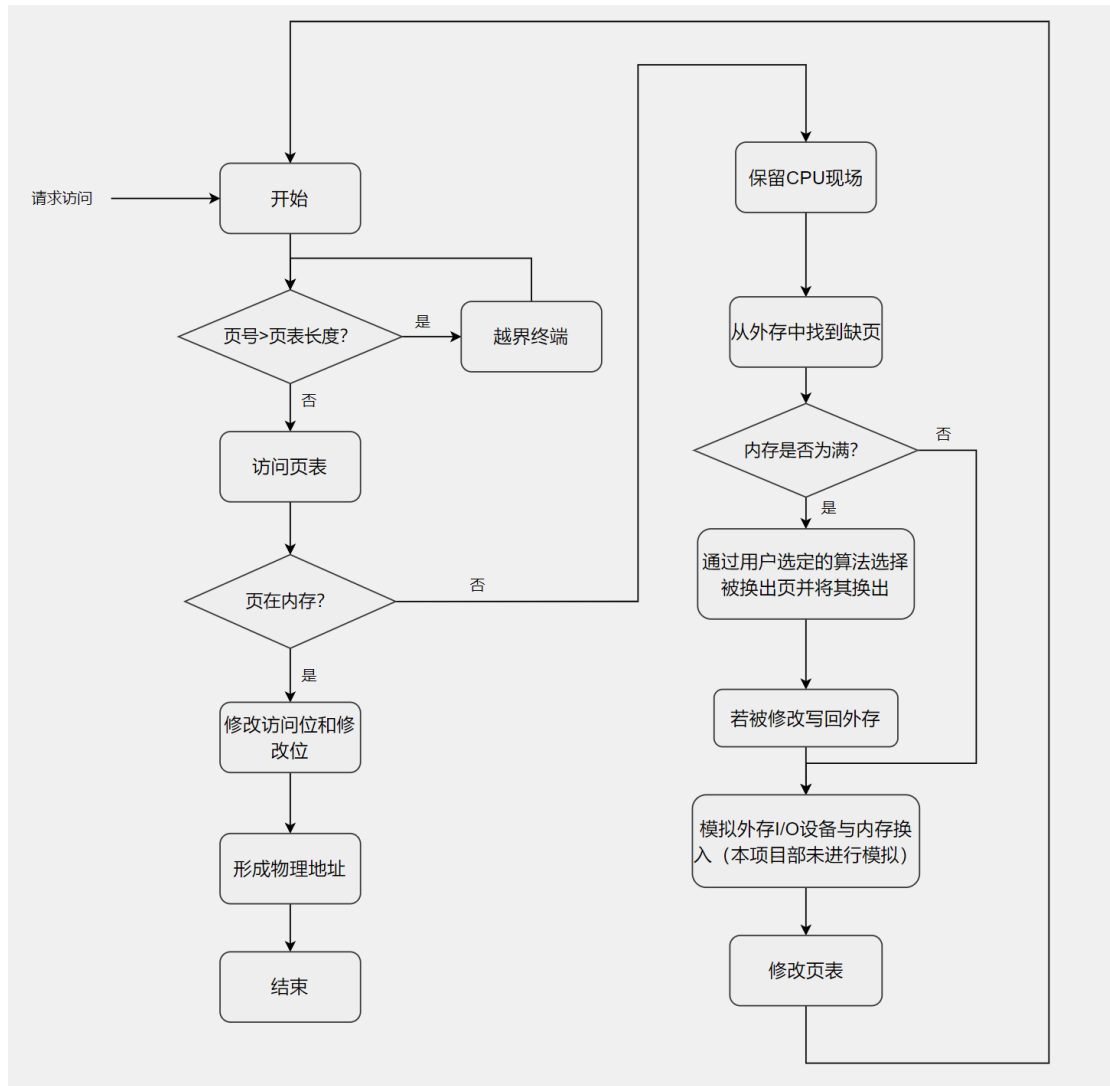 请求访问
开始
页号>页表长度?
是
越界终端
否
访问页表
页在内存?
否
是
修改访问位和修
改位
形成物理地址
结束
保留CPU现场
从外存中找到缺页
内存是否为满?
否
是
通过用户选定的算法选择
被换出页并将其换出
若被修改写回外存
模拟外存I/O设备与内存换
入（本项目部未进行模拟）
修改页表